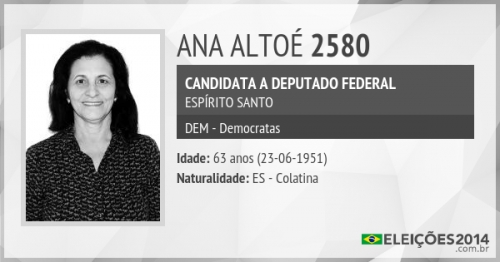 ANA ALTOÉ 2580
CANDIDATA A DEPUTADO FEDERAL
ESPÍRITO SANTO
DEM - Democratas
Idade: 63 anos (23-06-1951)
Naturalidade: ES - Colatina
ELEIÇÕES2014
.com.br